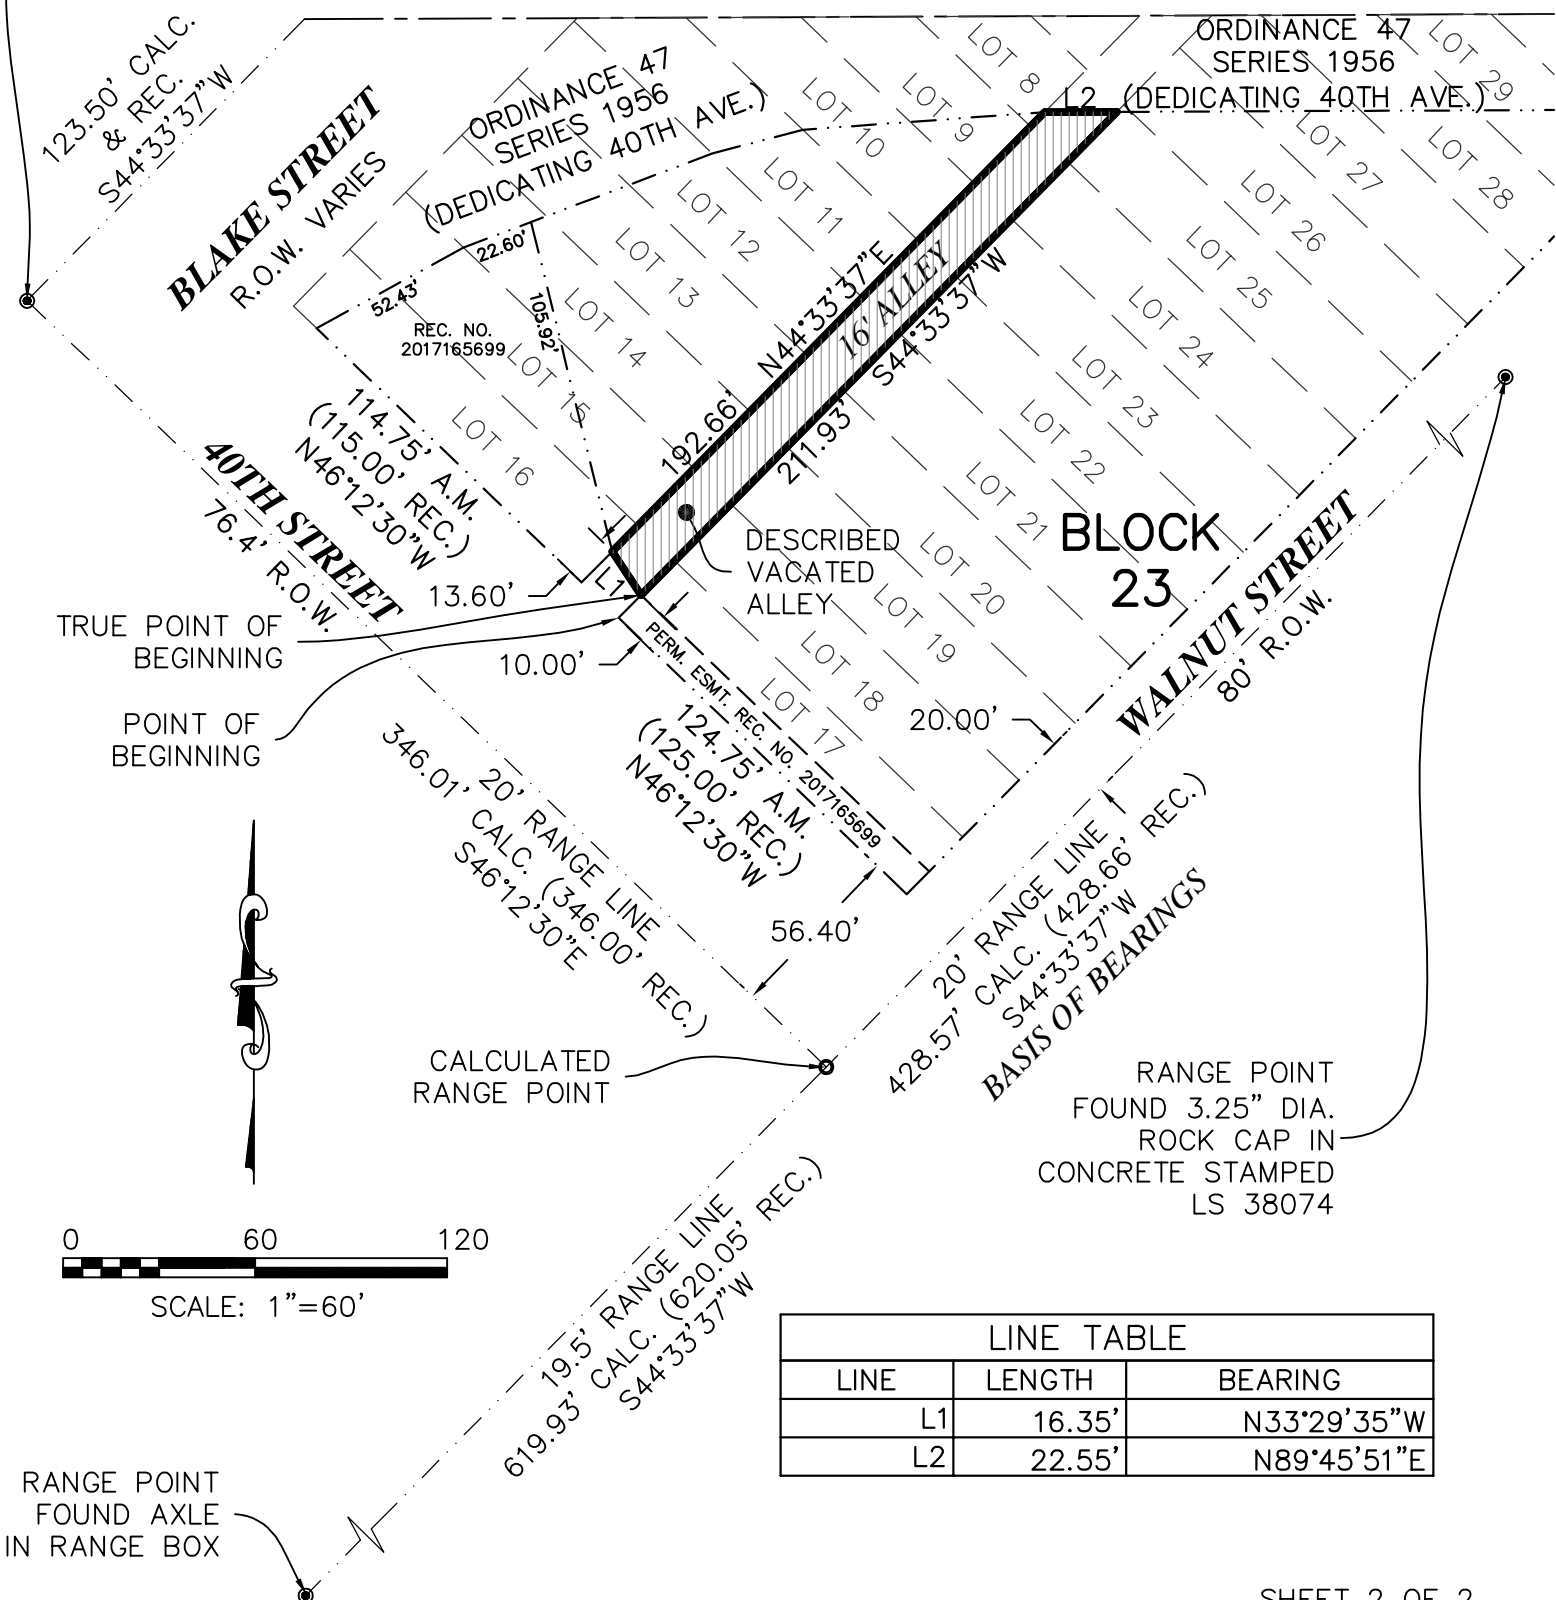 123.50' CALC.
& REC.
S44°33'37"W
BLAKE STREET
R.O.W. VARIES
ORDINANCE 47
SERIES 1956
(DEDICATING 40TH AVE.)
ORDINANCE 47
SERIES 1956
(DEDICATING 40TH AVE.)
L2
LOT 8
LOT 9
LOT 10
LOT 11
LOT 12
LOT 13
LOT 14
LOT 15
LOT 16
LOT 29
LOT 28
LOT 27
LOT 26
LOT 25
LOT 24
LOT 23
LOT 22
LOT 21
LOT 20
LOT 19
LOT 18
LOT 17
22.60'
52.43'
105.92'
REC. NO.
2017165699
N44°33'37"E
192.66'
16' ALLEY
S44°33'37"W
211.93'
114.75' A.M.
(115.00' REC.)
N46°12'30"W
40TH STREET
76.4' R.O.W.
13.60'
L1
TRUE POINT OF
BEGINNING
10.00'
POINT OF
BEGINNING
DESCRIBED
VACATED
ALLEY
BLOCK
23
WALNUT STREET
80' R.O.W.
20.00'
PERM. ESMT. REC. NO. 2017165699
124.75' A.M.
(125.00' REC.)
N46°12'30"W
20' RANGE LINE
346.01' CALC. (346.00' REC.)
S46°12'30"E
56.40'
20' RANGE LINE
428.57' CALC. (428.66' REC.)
S44°33'37"W
BASIS OF BEARINGS
CALCULATED
RANGE POINT
RANGE POINT
FOUND 3.25" DIA.
ROCK CAP IN
CONCRETE STAMPED
LS 38074
19.5' RANGE LINE
619.93' CALC. (620.05' REC.)
S44°33'37"W
0 60 120
SCALE: 1"=60'
LINE TABLE
LINE LENGTH BEARING
L1 16.35' N33°29'35"W
L2 22.55' N89°45'51"E
RANGE POINT
FOUND AXLE
IN RANGE BOX
SHEET 2 OF 2